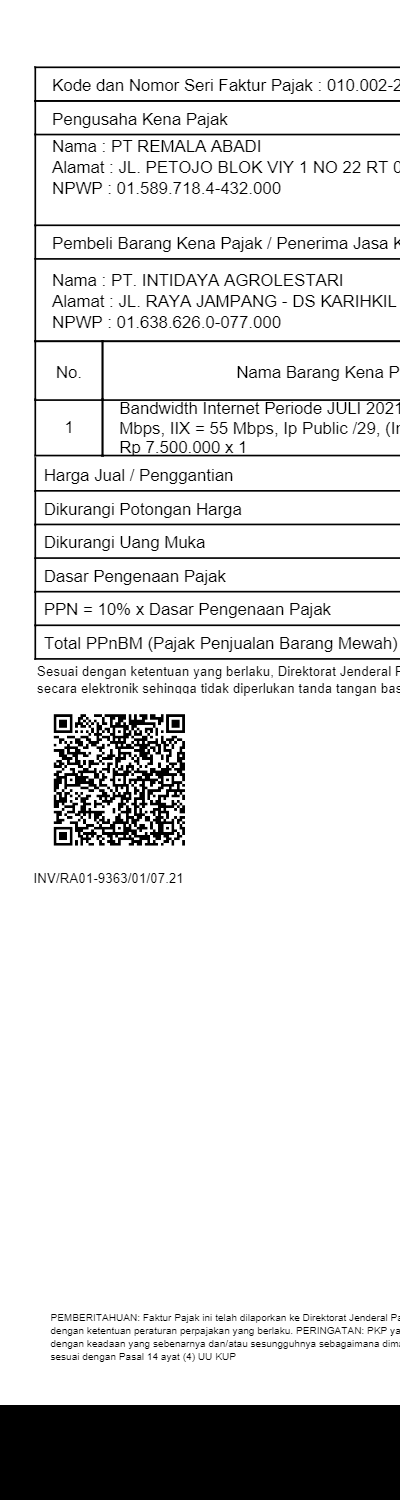 Kode dan Nomor Seri Faktur Pajak : 010.002-2
Pengusaha Kena Pajak
Nama : PT REMALA ABADI
Alamat : JL. PETOJO BLOK VIY 1 NO 22 RT 0
NPWP : 01.589.718.4-432.000
Pembeli Barang Kena Pajak / Penerima Jasa K
Nama : PT. INTIDAYA AGROLESTARI
Alamat : JL. RAYA JAMPANG - DS KARIHKIL
NPWP : 01.638.626.0-077.000
No. Nama Barang Kena P
1 Bandwidth Internet Periode JULI 2021
Mbps, IIX = 55 Mbps, Ip Public /29, (In
Rp 7.500.000 x 1
Harga Jual / Penggantian
Dikurangi Potongan Harga
Dikurangi Uang Muka
Dasar Pengenaan Pajak
PPN = 10% x Dasar Pengenaan Pajak
Total PPnBM (Pajak Penjualan Barang Mewah)
Sesuai dengan ketentuan yang berlaku, Direktorat Jenderal P
secara elektronik sehingga tidak diperlukan tanda tangan bas
INV/RA01-9363/01/07.21
PEMBERITAHUAN: Faktur Pajak ini telah dilaporkan ke Direktorat Jenderal Pa
dengan ketentuan peraturan perpajakan yang berlaku. PERINGATAN: PKP ya
dengan keadaan yang sebenarnya dan/atau sesungguhnya sebagaimana dima
sesuai dengan Pasal 14 ayat (4) UU KUP